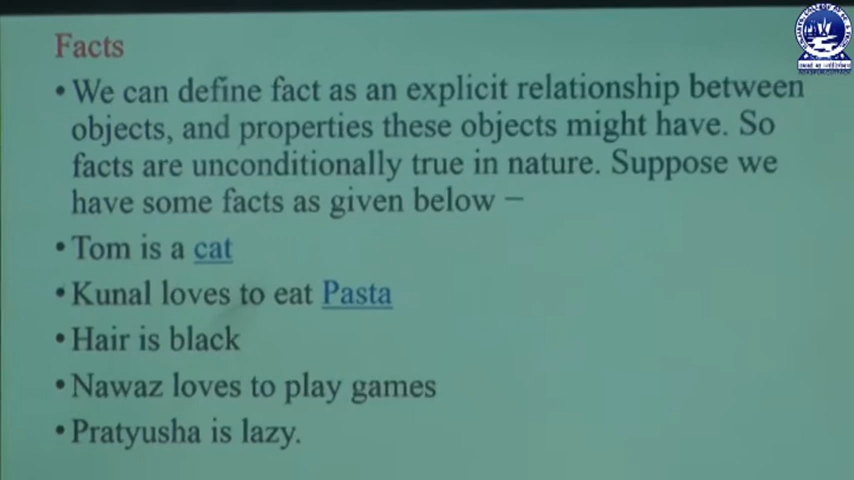 Facts
• We can define fact as an explicit relationship between
objects, and properties these objects might have. So
facts are unconditionally true in nature. Suppose we
have some facts as given below −
• Tom is a cat
• Kunal loves to eat Pasta
• Hair is black
• Nawaz loves to play games
• Pratyusha is lazy.